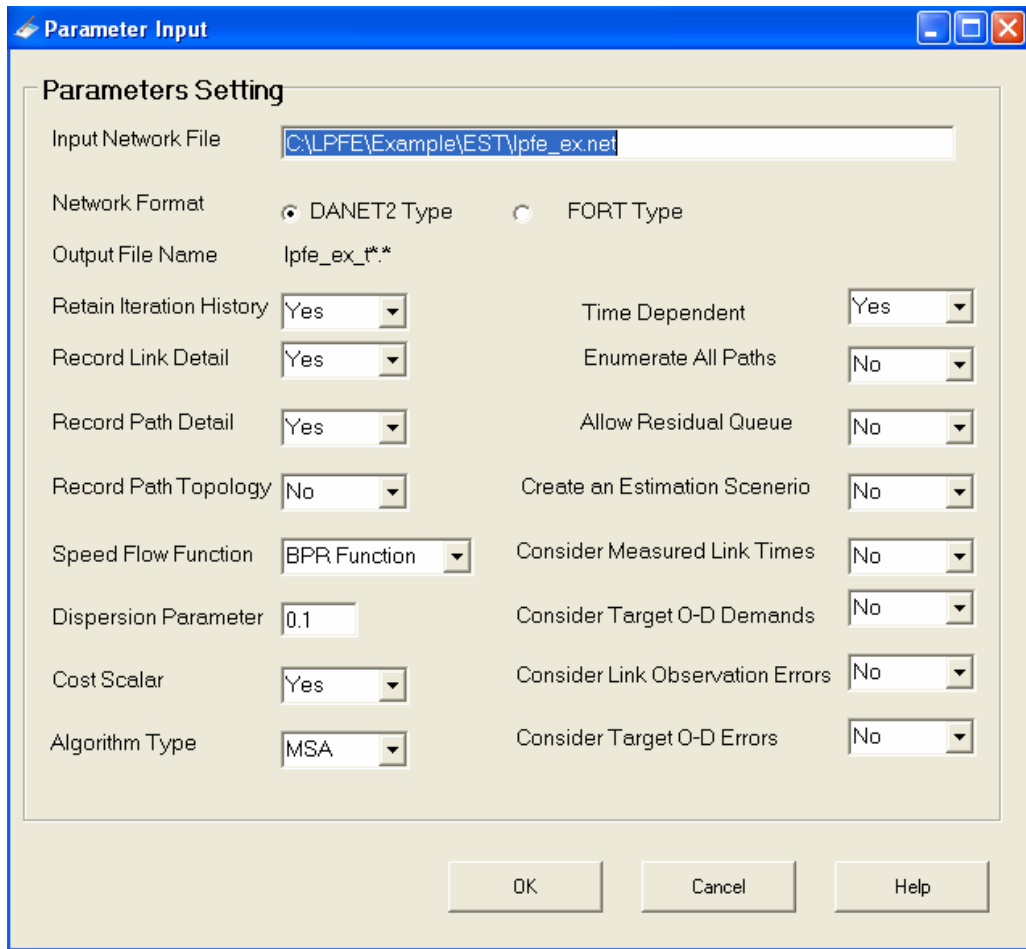 Parameter Input
Parameters Setting
Input Network File C:\LPFE\Example\EST\lpfe_ex.net
Network Format DANET2 Type FORT Type
Output File Name lpfe_ex_t*.*
Retain Iteration History Yes Time Dependent Yes
Record Link Detail Yes Enumerate All Paths No
Record Path Detail Yes Allow Residual Queue No
Record Path Topology No Create an Estimation Scenerio No
Speed Flow Function BPR Function Consider Measured Link Times No
Dispersion Parameter 0.1 Consider Target O-D Demands No
Cost Scalar Yes Consider Link Observation Errors No
Algorithm Type MSA Consider Target O-D Errors No
OK Cancel Help